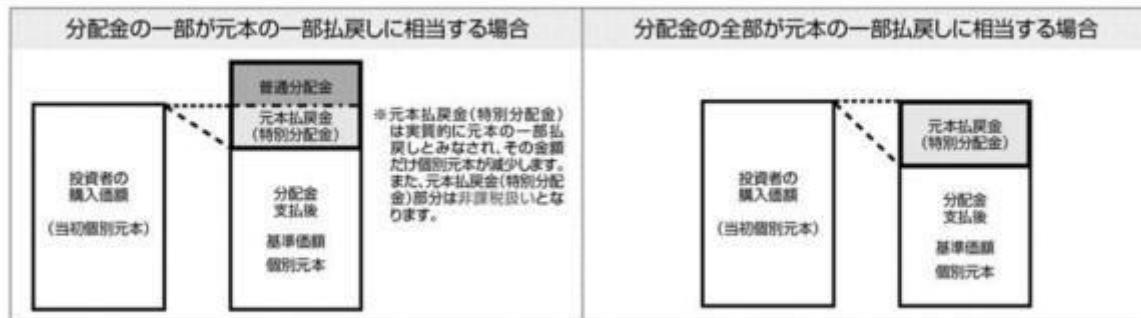 分配金の一部が元本の一部払戻しに相当する場合
普通分配金
元本払戻金
(特別分配金)
投資者の
購入価額
(当初個別元本)
分配金
支払後
基準価額
個別元本
※元本払戻金(特別分配金)
は実質的に元本の一部払
戻しとみなされ、その金額
だけ個別元本が減少します。
また、元本払戻金(特別分配
金)部分は非課税扱いとな
ります。
分配金の全部が元本の一部払戻しに相当する場合
元本払戻金
(特別分配金)
投資者の
購入価額
(当初個別元本)
分配金
支払後
基準価額
個別元本